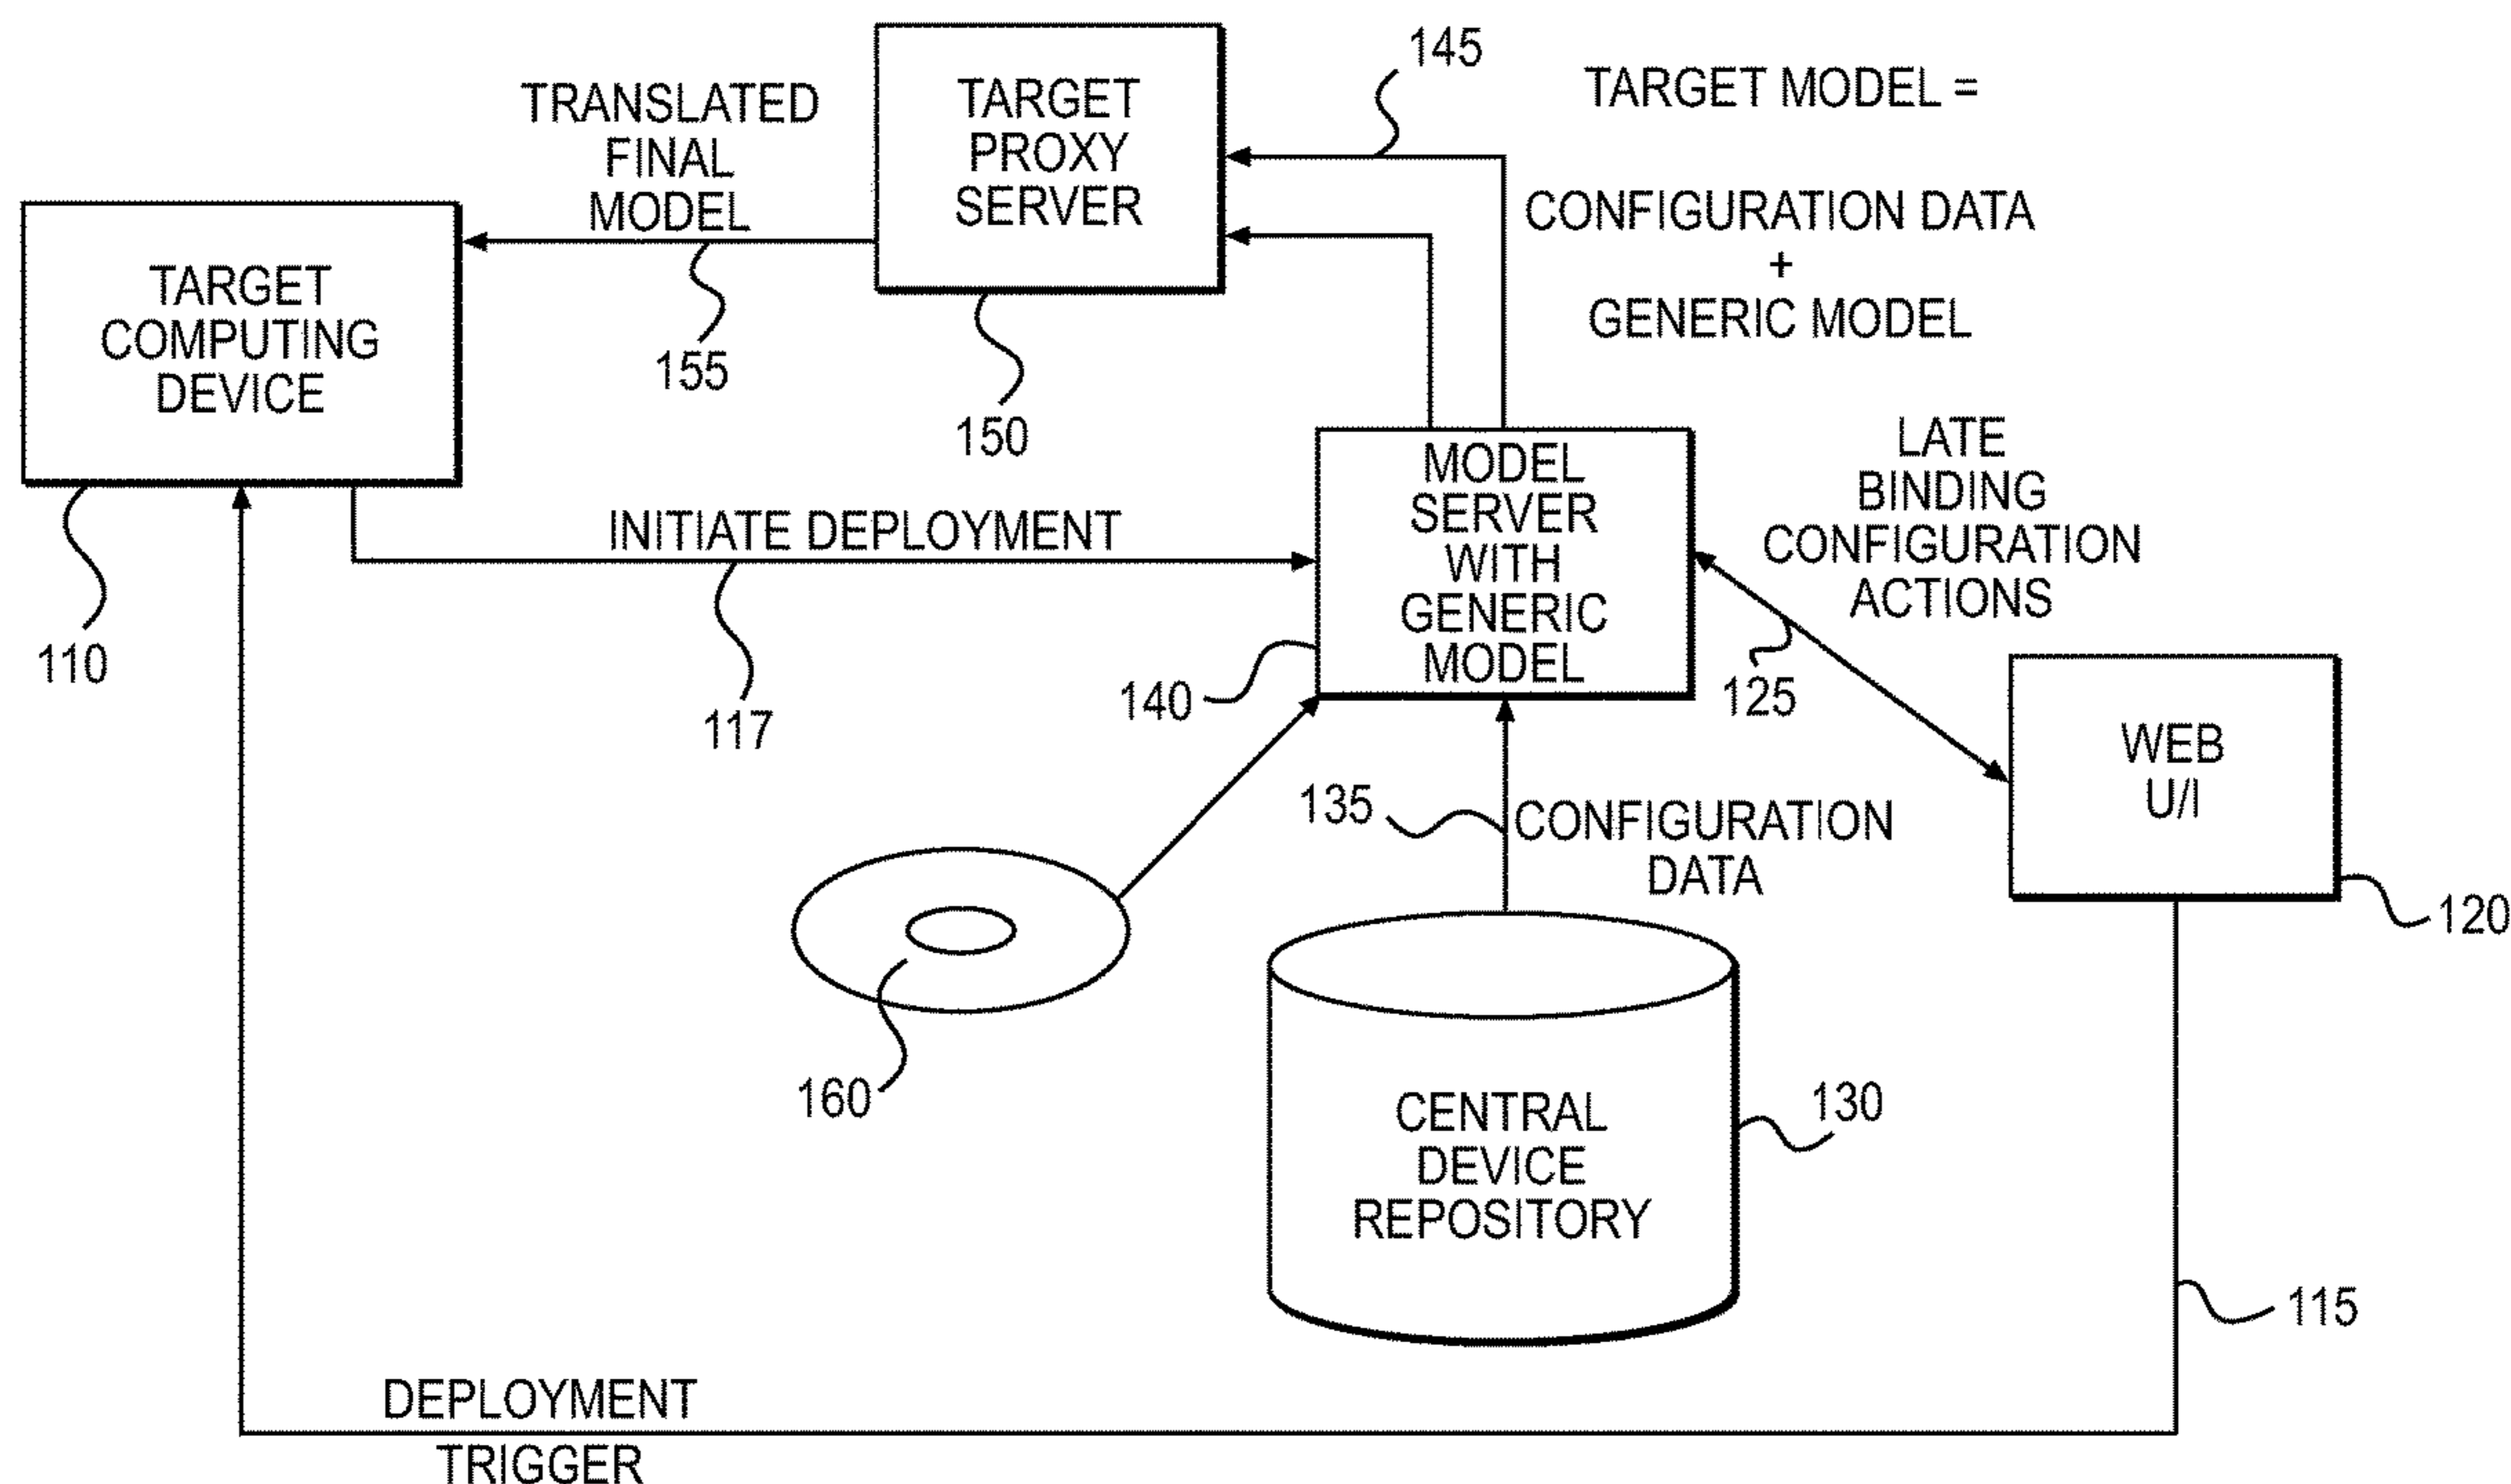 145
TARGET MODEL =
TRANSLATED
FINAL
MODEL
TARGET
PROXY
SERVER
CONFIGURATION DATA
+
GENERIC MODEL
TARGET
COMPUTING
DEVICE
155
150
MODEL
SERVER
WITH
GENERIC
MODEL
LATE
BINDING
CONFIGURATION
ACTIONS
INITIATE DEPLOYMENT
110
117
140
125
WEB
U/I
135
CONFIGURATION
DATA
120
160
CENTRAL
DEVICE
REPOSITORY
130
115
DEPLOYMENT
TRIGGER